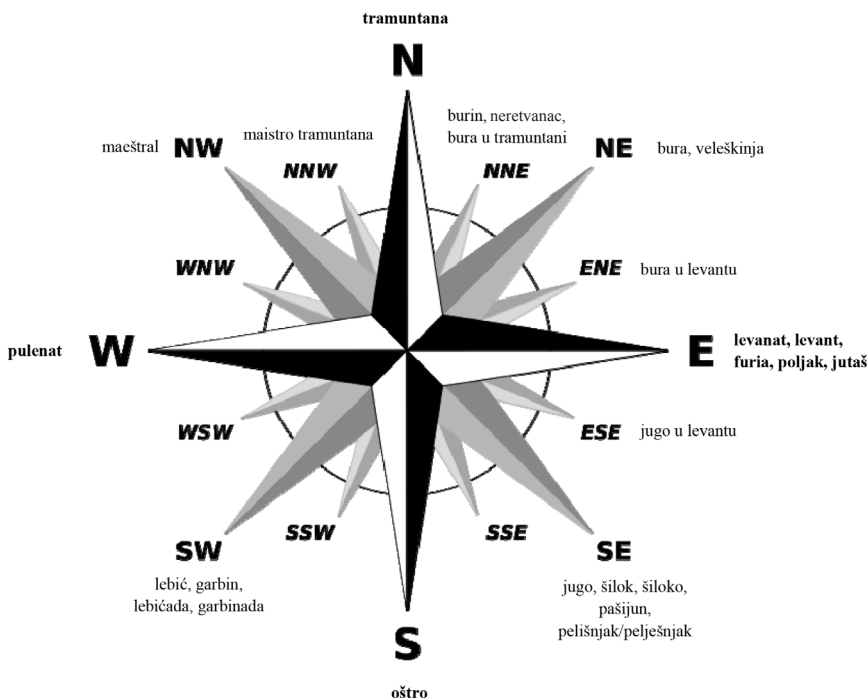 tramuntana
N
burin, neretvanac,
maistro tramuntana
bura u tramuntani
maeštral NW
NE bura, veleškinja
NNW
NNE
WNW
ENE bura u levantu
pulenat W
E levanat, levant,
furia, poljak, jutaš
WSW
ESE jugo u levantu
SSW
SSE
SW
SE
lebić, garbin,
lebićada, garbinada
jugo, šilok, šiloko,
pašijun,
pelišnjak/pelješnjak
S
oštro